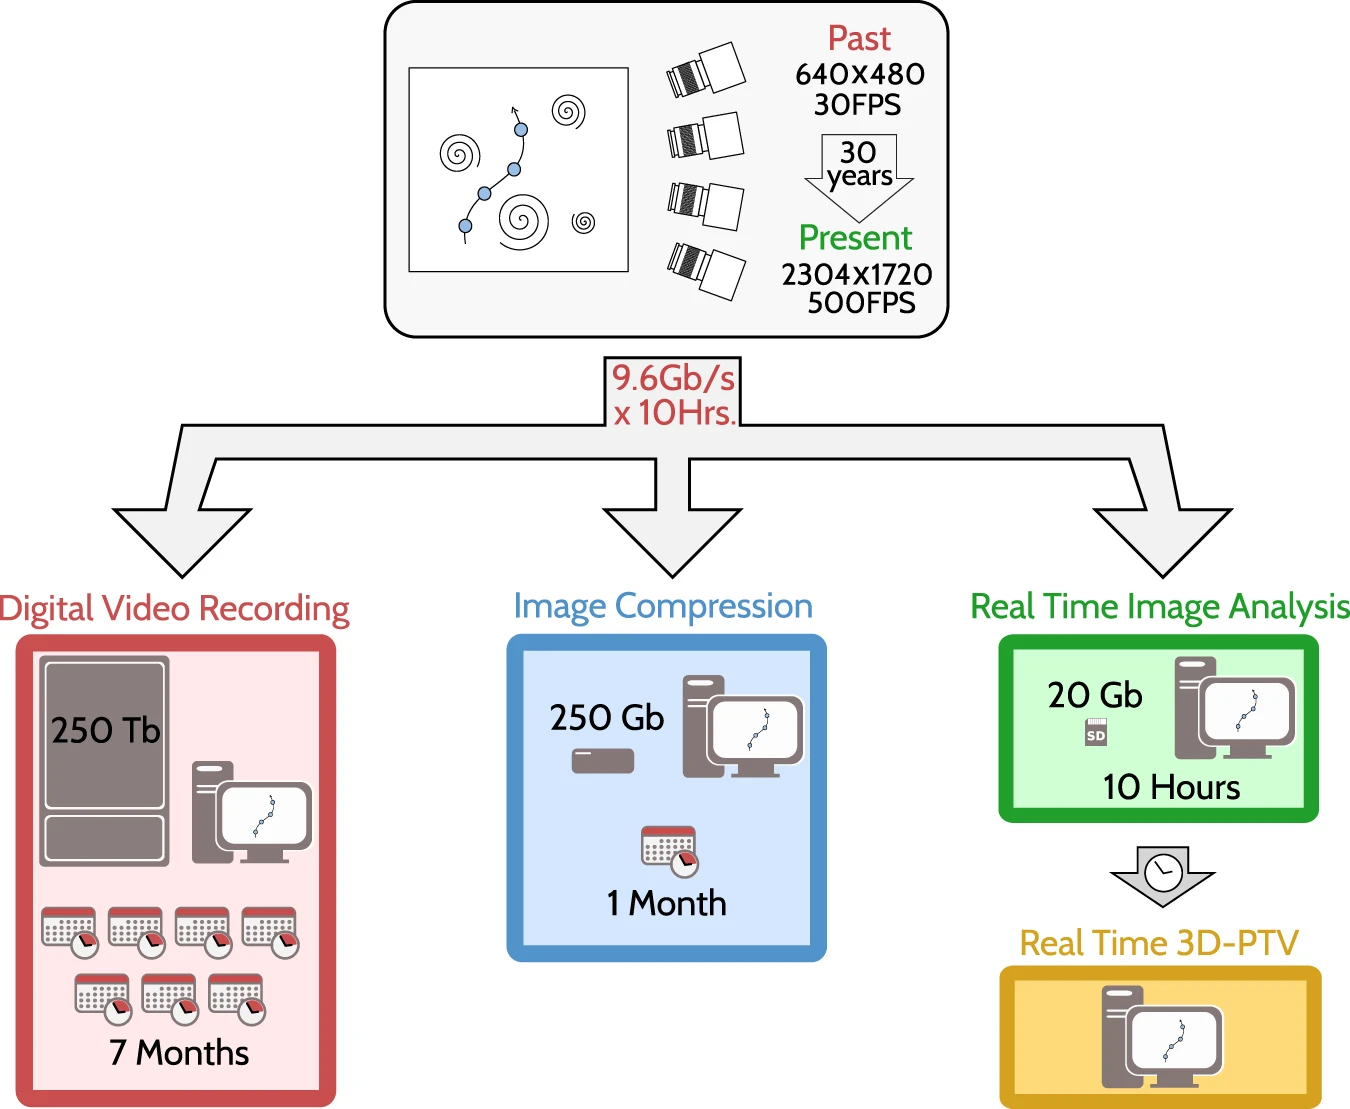 Past
640x480
30FPS
30
years
Present
2304x1720
500FPS
9.6Gb/s
x 10Hrs.
Digital Video Recording
250 Tb
7 Months
Image Compression
250 Gb
1 Month
Real Time Image Analysis
20 Gb
SD
10 Hours
Real Time 3D-PTV